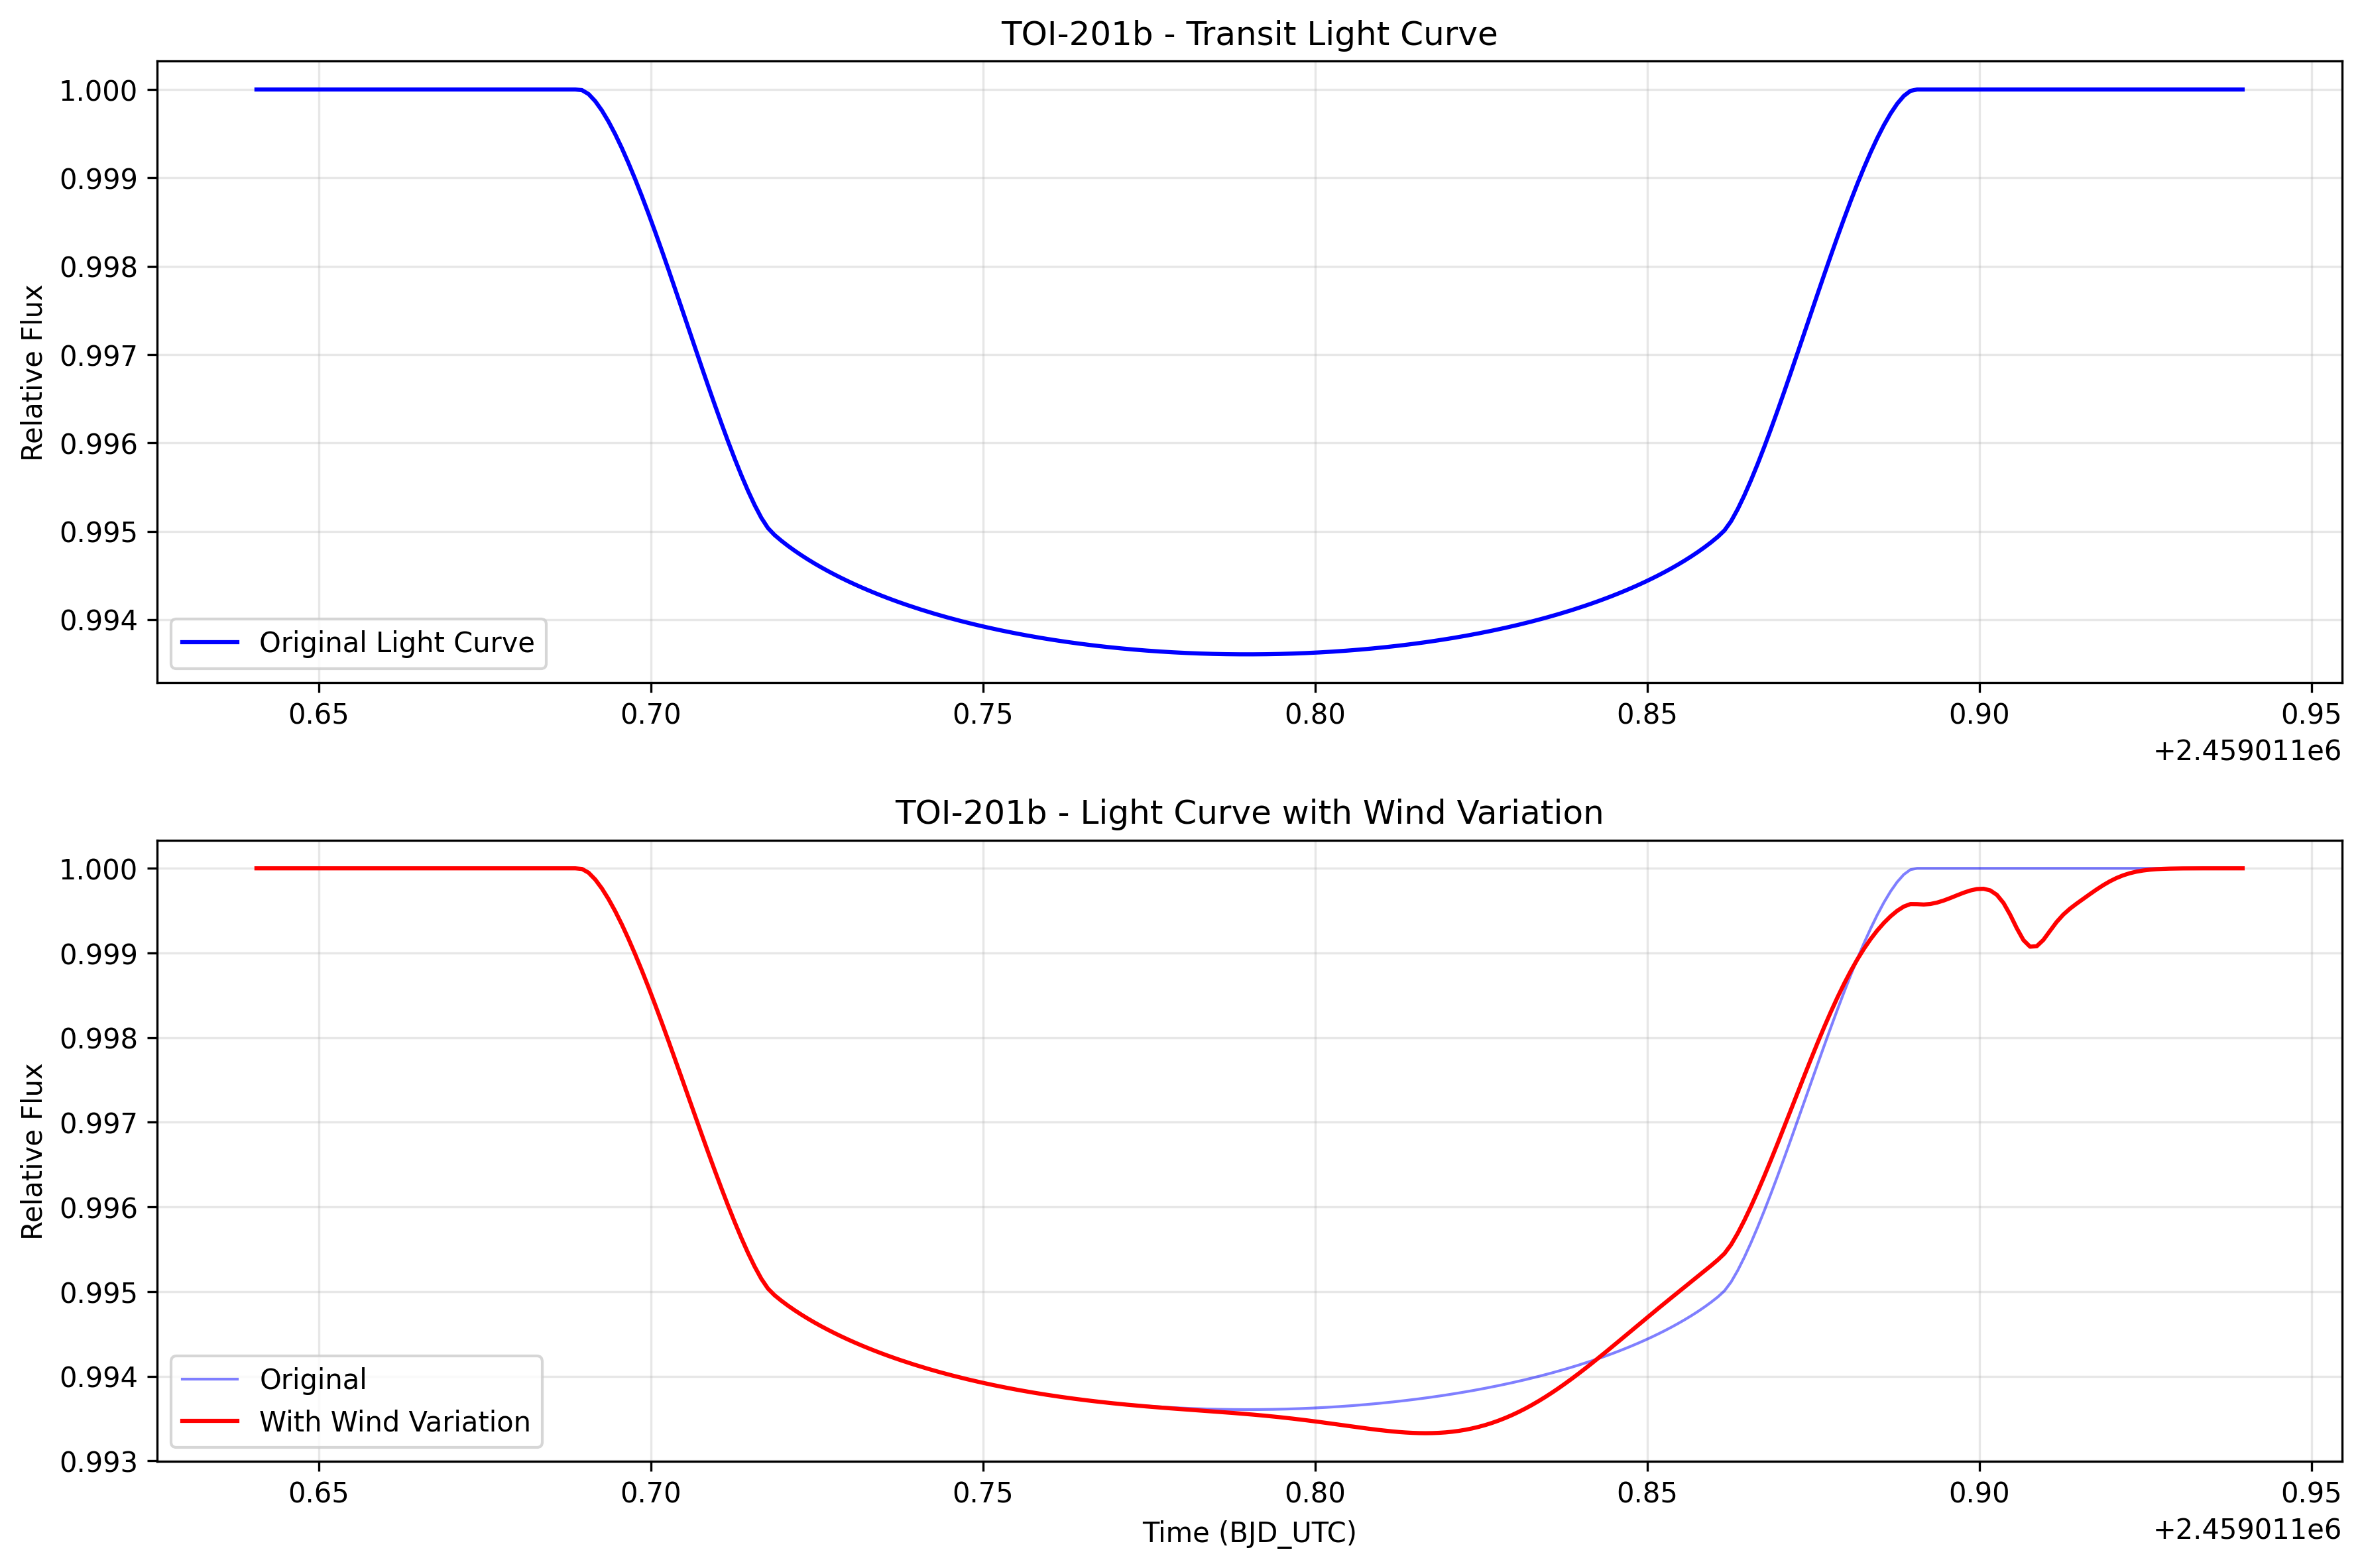 TOI-201b - Transit Light Curve
Relative Flux
1.000
0.999
0.998
0.997
0.996
0.995
0.994
Original Light Curve
0.65 0.70 0.75 0.80 0.85 0.90 0.95
+2.459011e6
TOI-201b - Light Curve with Wind Variation
Relative Flux
1.000
0.999
0.998
0.997
0.996
0.995
0.994
0.993
Original
With Wind Variation
0.65 0.70 0.75 0.80 0.85 0.90 0.95
Time (BJD_UTC)
+2.459011e6